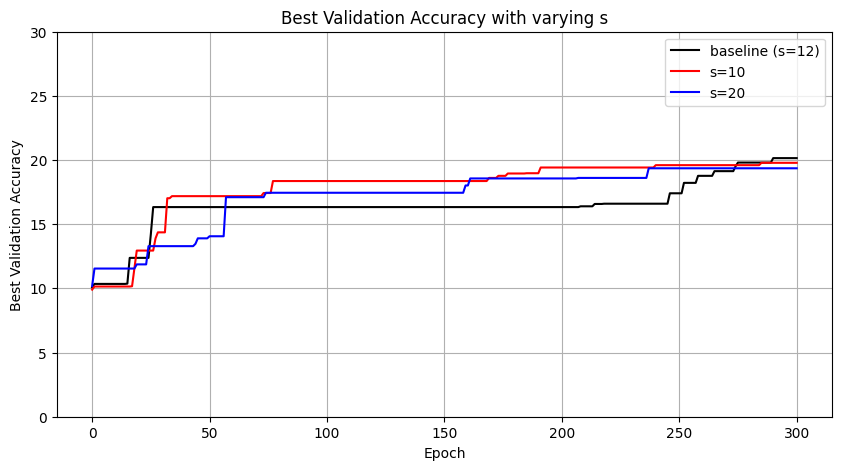 Best Validation Accuracy with varying s
baseline (s=12)
s=10
s=20
Best Validation Accuracy
30
25
20
15
10
5
0
0 50 100 150 200 250 300
Epoch